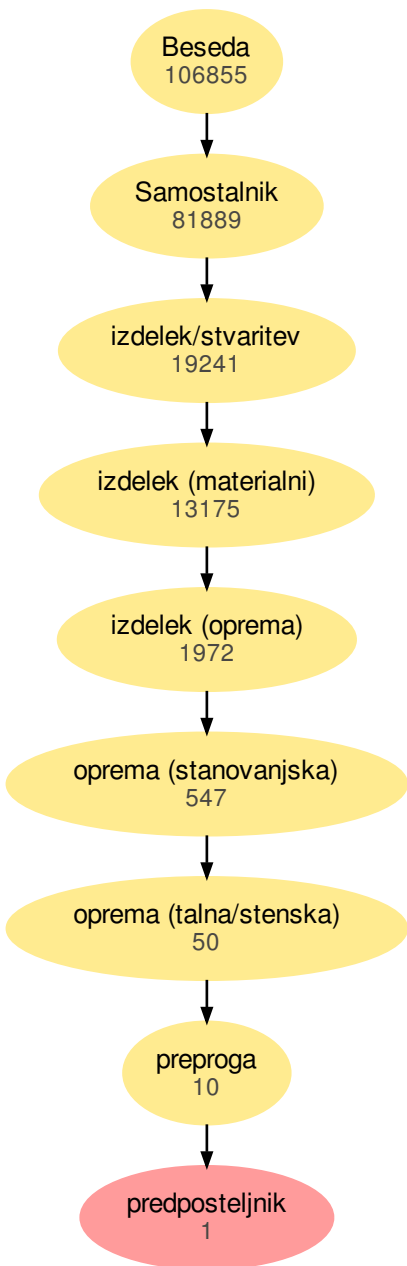 Beseda
106855
Samostalnik
81889
izdelek/stvaritev
19241
izdelek (materialni)
13175
izdelek (oprema)
1972
oprema (stanovanjska)
547
oprema (talna/stenska)
50
preproga
10
predposteljnik
1